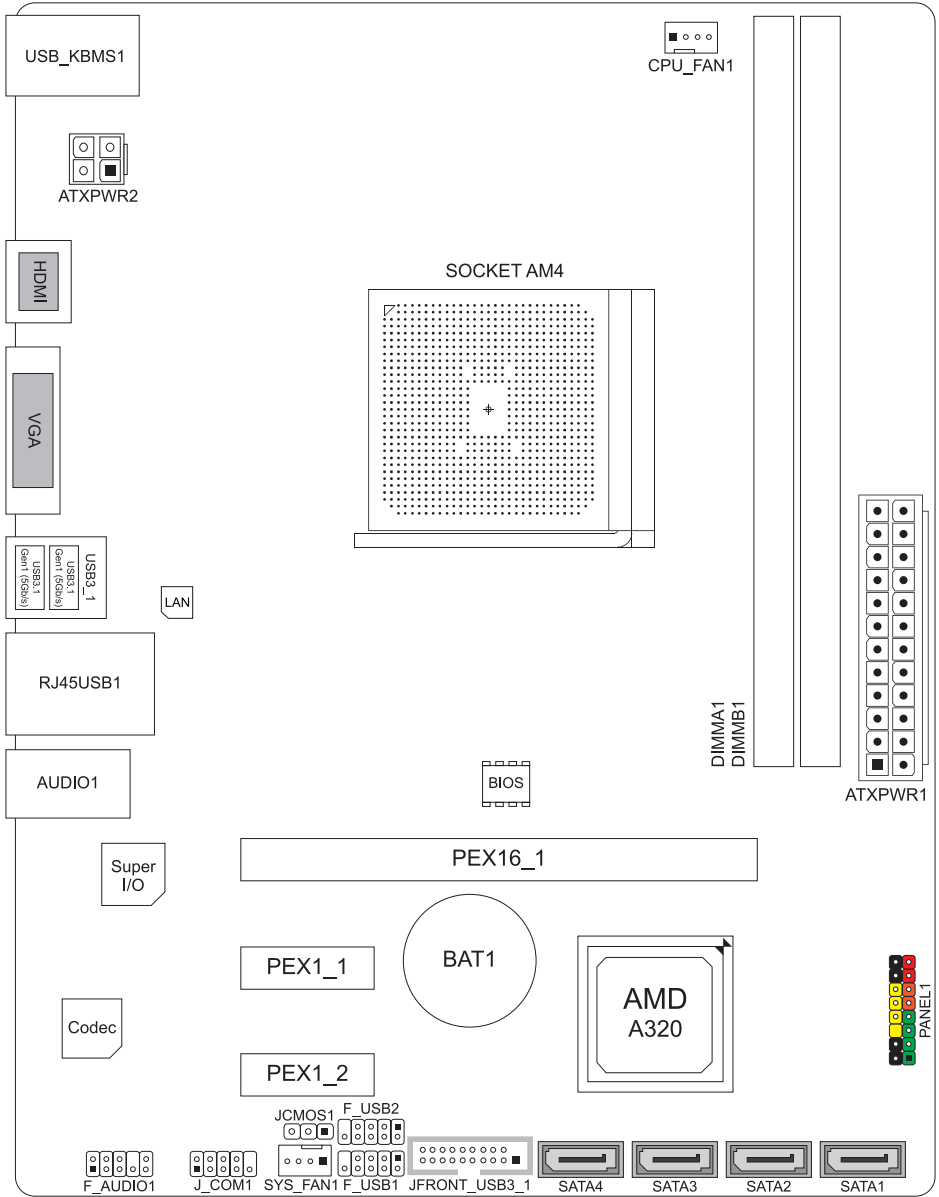 USB_KBMS1
CPU_FAN1
ATXPWR2
HDMI
SOCKET AM4
VGA
USB3_1
USB3.1
Gen1 (5Gb/s)
USB3.1
Gen1 (5Gb/s)
LAN
RJ45USB1
DIMMA1
DIMMB1
AUDIO1
BIOS
ATXPWR1
PEX16_1
Super
I/O
BAT1
PEX1_1
AMD
A320
PANEL1
Codec
PEX1_2
JCMOS1
F_USB2
F_AUDIO1
J_COM1
SYS_FAN1
F_USB1
JFRONT_USB3_1
SATA4
SATA3
SATA2
SATA1